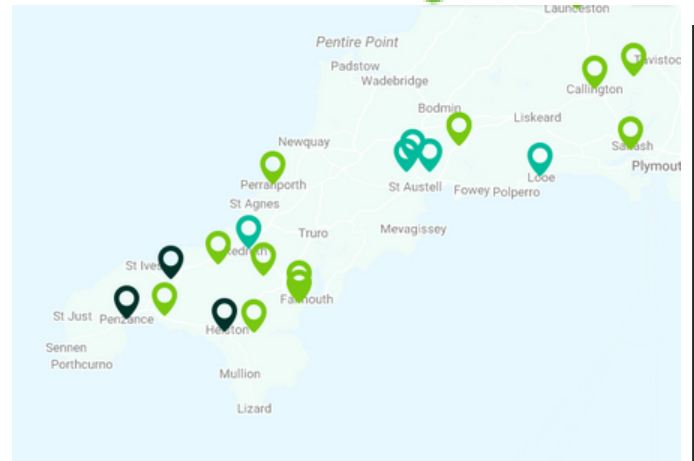 Launceston
Pentire Point
Padstow
Tavistoc
Wadebridge
Callington
Bodmin
Liskeard
Newquay
Saltash
Plymout
Perranporth
Looe
St Austell
Fowey
Polperro
St Agnes
Mevagissey
Truro
Redruth
St Ives
Falmouth
St Just
Penzance
Helston
Sennen
Porthcurno
Mullion
Lizard